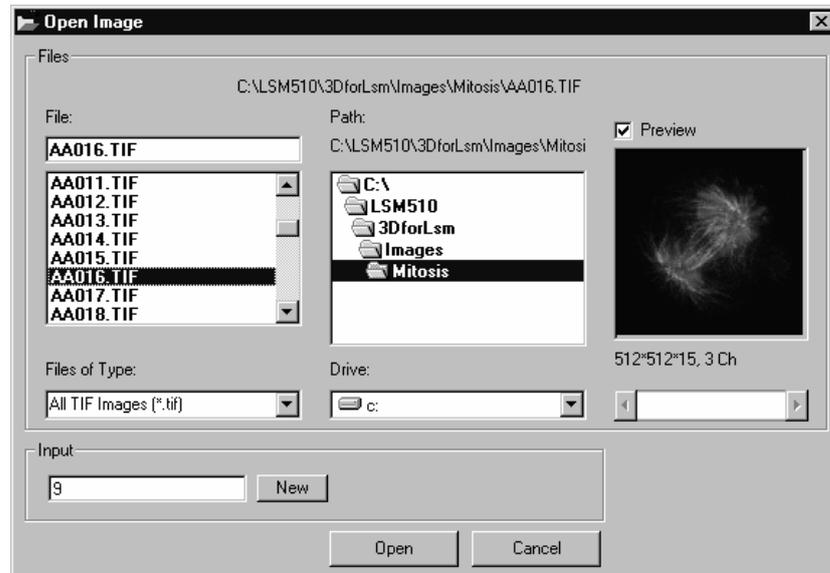 Open Image
Files
C:\LSM510\3DforLsm\Images\Mitosis\AA016.TIF
File:
AA016.TIF
AA011.TIF
AA012.TIF
AA013.TIF
AA014.TIF
AA015.TIF
AA016.TIF
AA017.TIF
AA018.TIF
Path:
C:\LSM510\3DforLsm\Images\Mitosi
C:\
LSM510
3DforLsm
Images
Mitosis
Preview
512*512*15, 3 Ch
Files of Type:
All TIF Images (*.tif)
Drive:
c:
Input
9
New
Open
Cancel